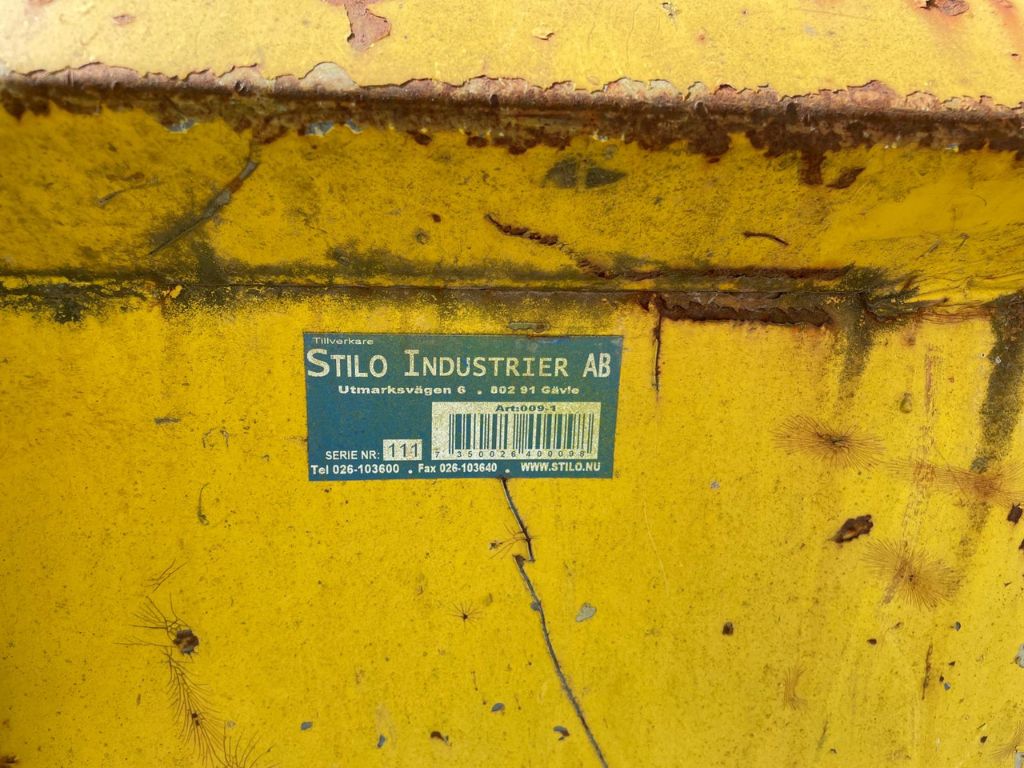 Tillverkare
STILO INDUSTRIER AB
Utmarksvägen 6 . 802 91 Gävle
Art:009-1
SERIE NR: 111
7 350026 400098
Tel 026-103600 . Fax 026-103640 . WWW.STILO.NU